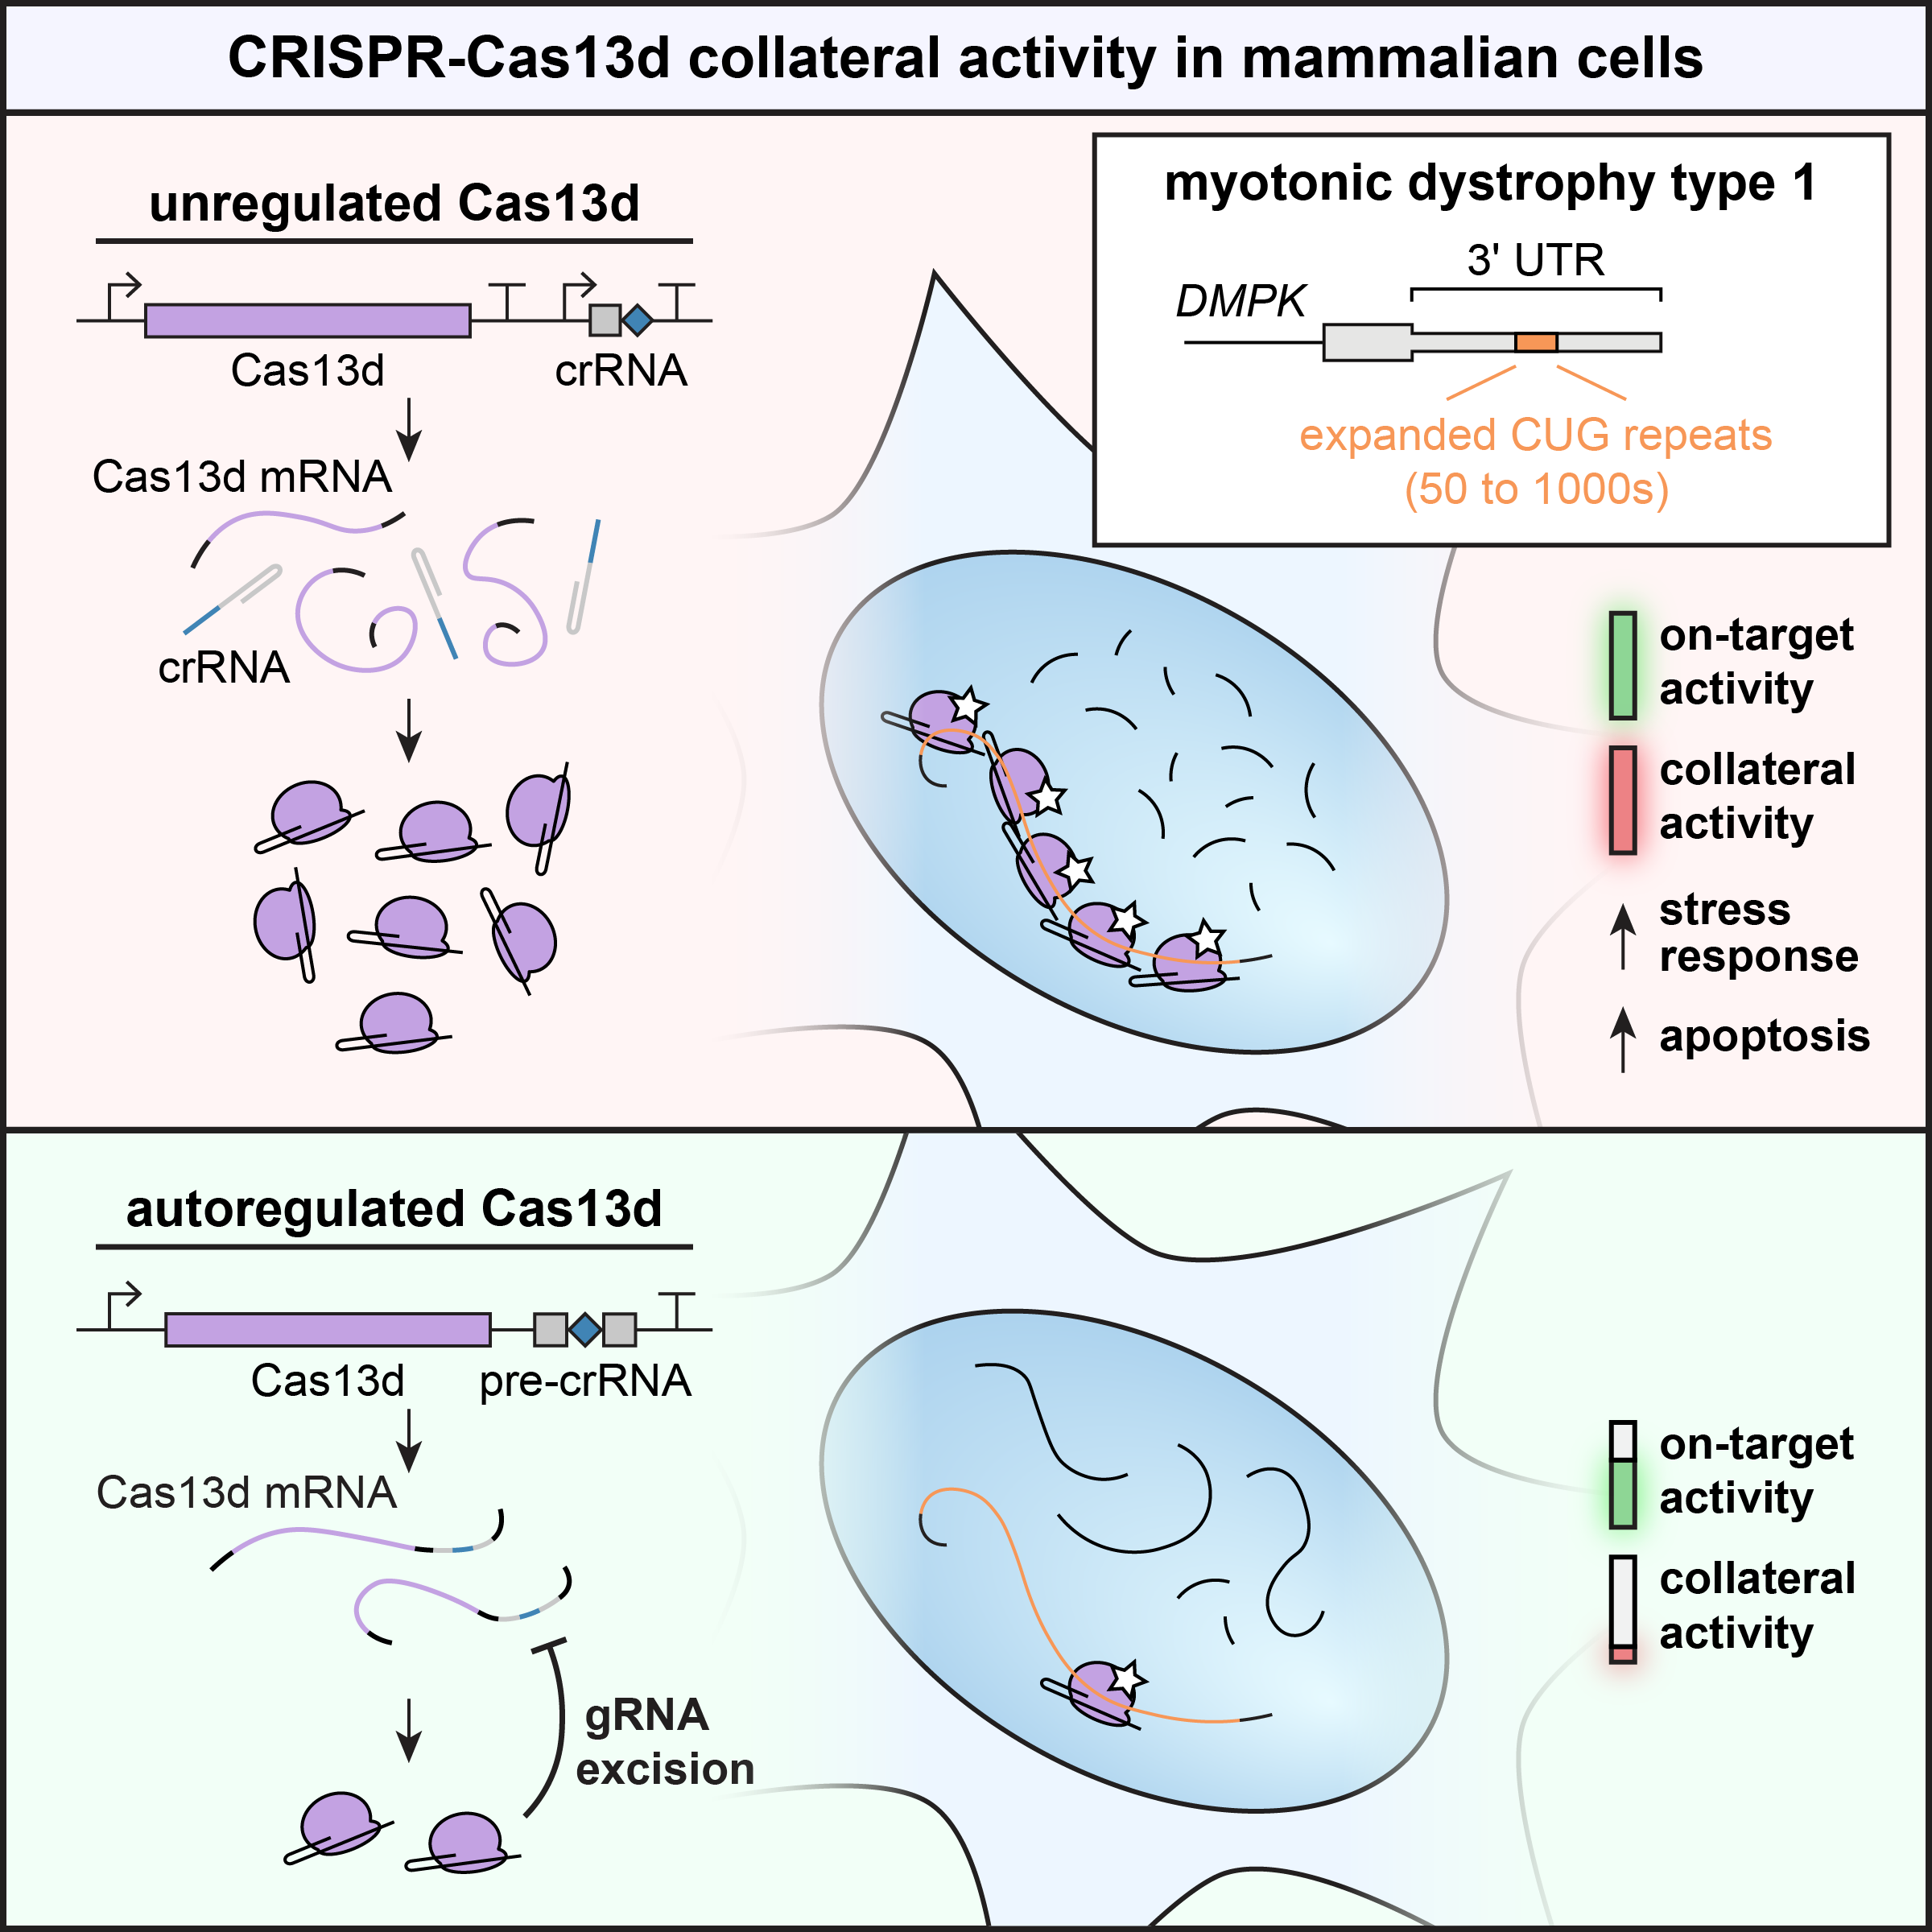 CRISPR-Cas13d collateral activity in mammalian cells
unregulated Cas13d
Cas13d
crRNA
Cas13d mRNA
crRNA
myotonic dystrophy type 1
3' UTR
DMPK
expanded CUG repeats
(50 to 1000s)
on-target
activity
collateral
activity
stress
response
apoptosis
autoregulated Cas13d
Cas13d
pre-crRNA
Cas13d mRNA
gRNA
excision
on-target
activity
collateral
activity